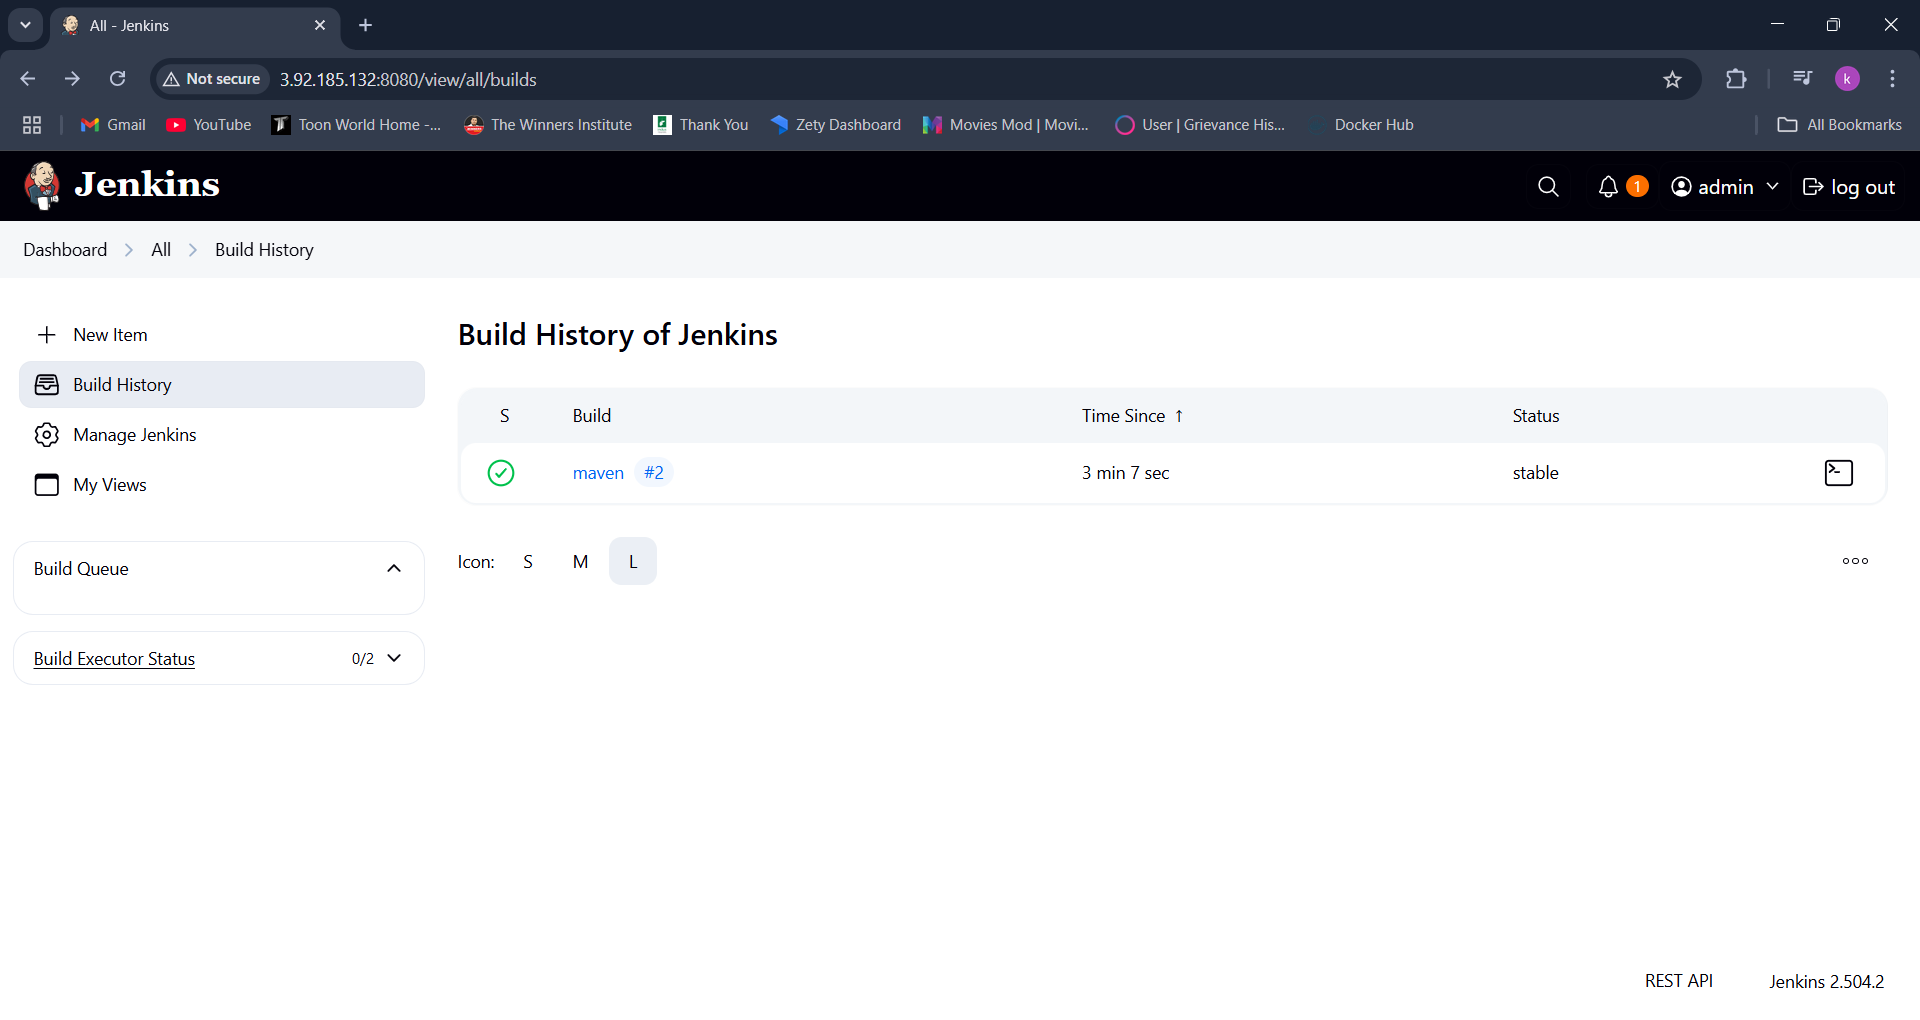 All - Jenkins
Not secure 3.92.185.132:8080/view/all/builds
k
Gmail YouTube Toon World Home -... The Winners Institute Thank You Zety Dashboard Movies Mod | Movi... User | Grievance His... Docker Hub All Bookmarks
Jenkins 1 admin log out
Dashboard All Build History
New Item
Build History
Manage Jenkins
My Views
Build Queue
Build Executor Status 0/2
Build History of Jenkins
S Build Time Since ↑ Status
maven #2 3 min 7 sec stable
Icon: S M L
REST API Jenkins 2.504.2